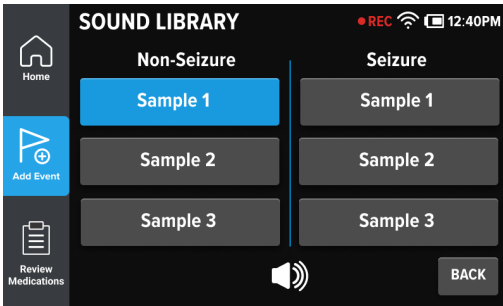 SOUND LIBRARY
REC 12:40PM
Home
Add Event
Review
Medications
Non-Seizure
Sample 1
Sample 2
Sample 3
Seizure
Sample 1
Sample 2
Sample 3
BACK